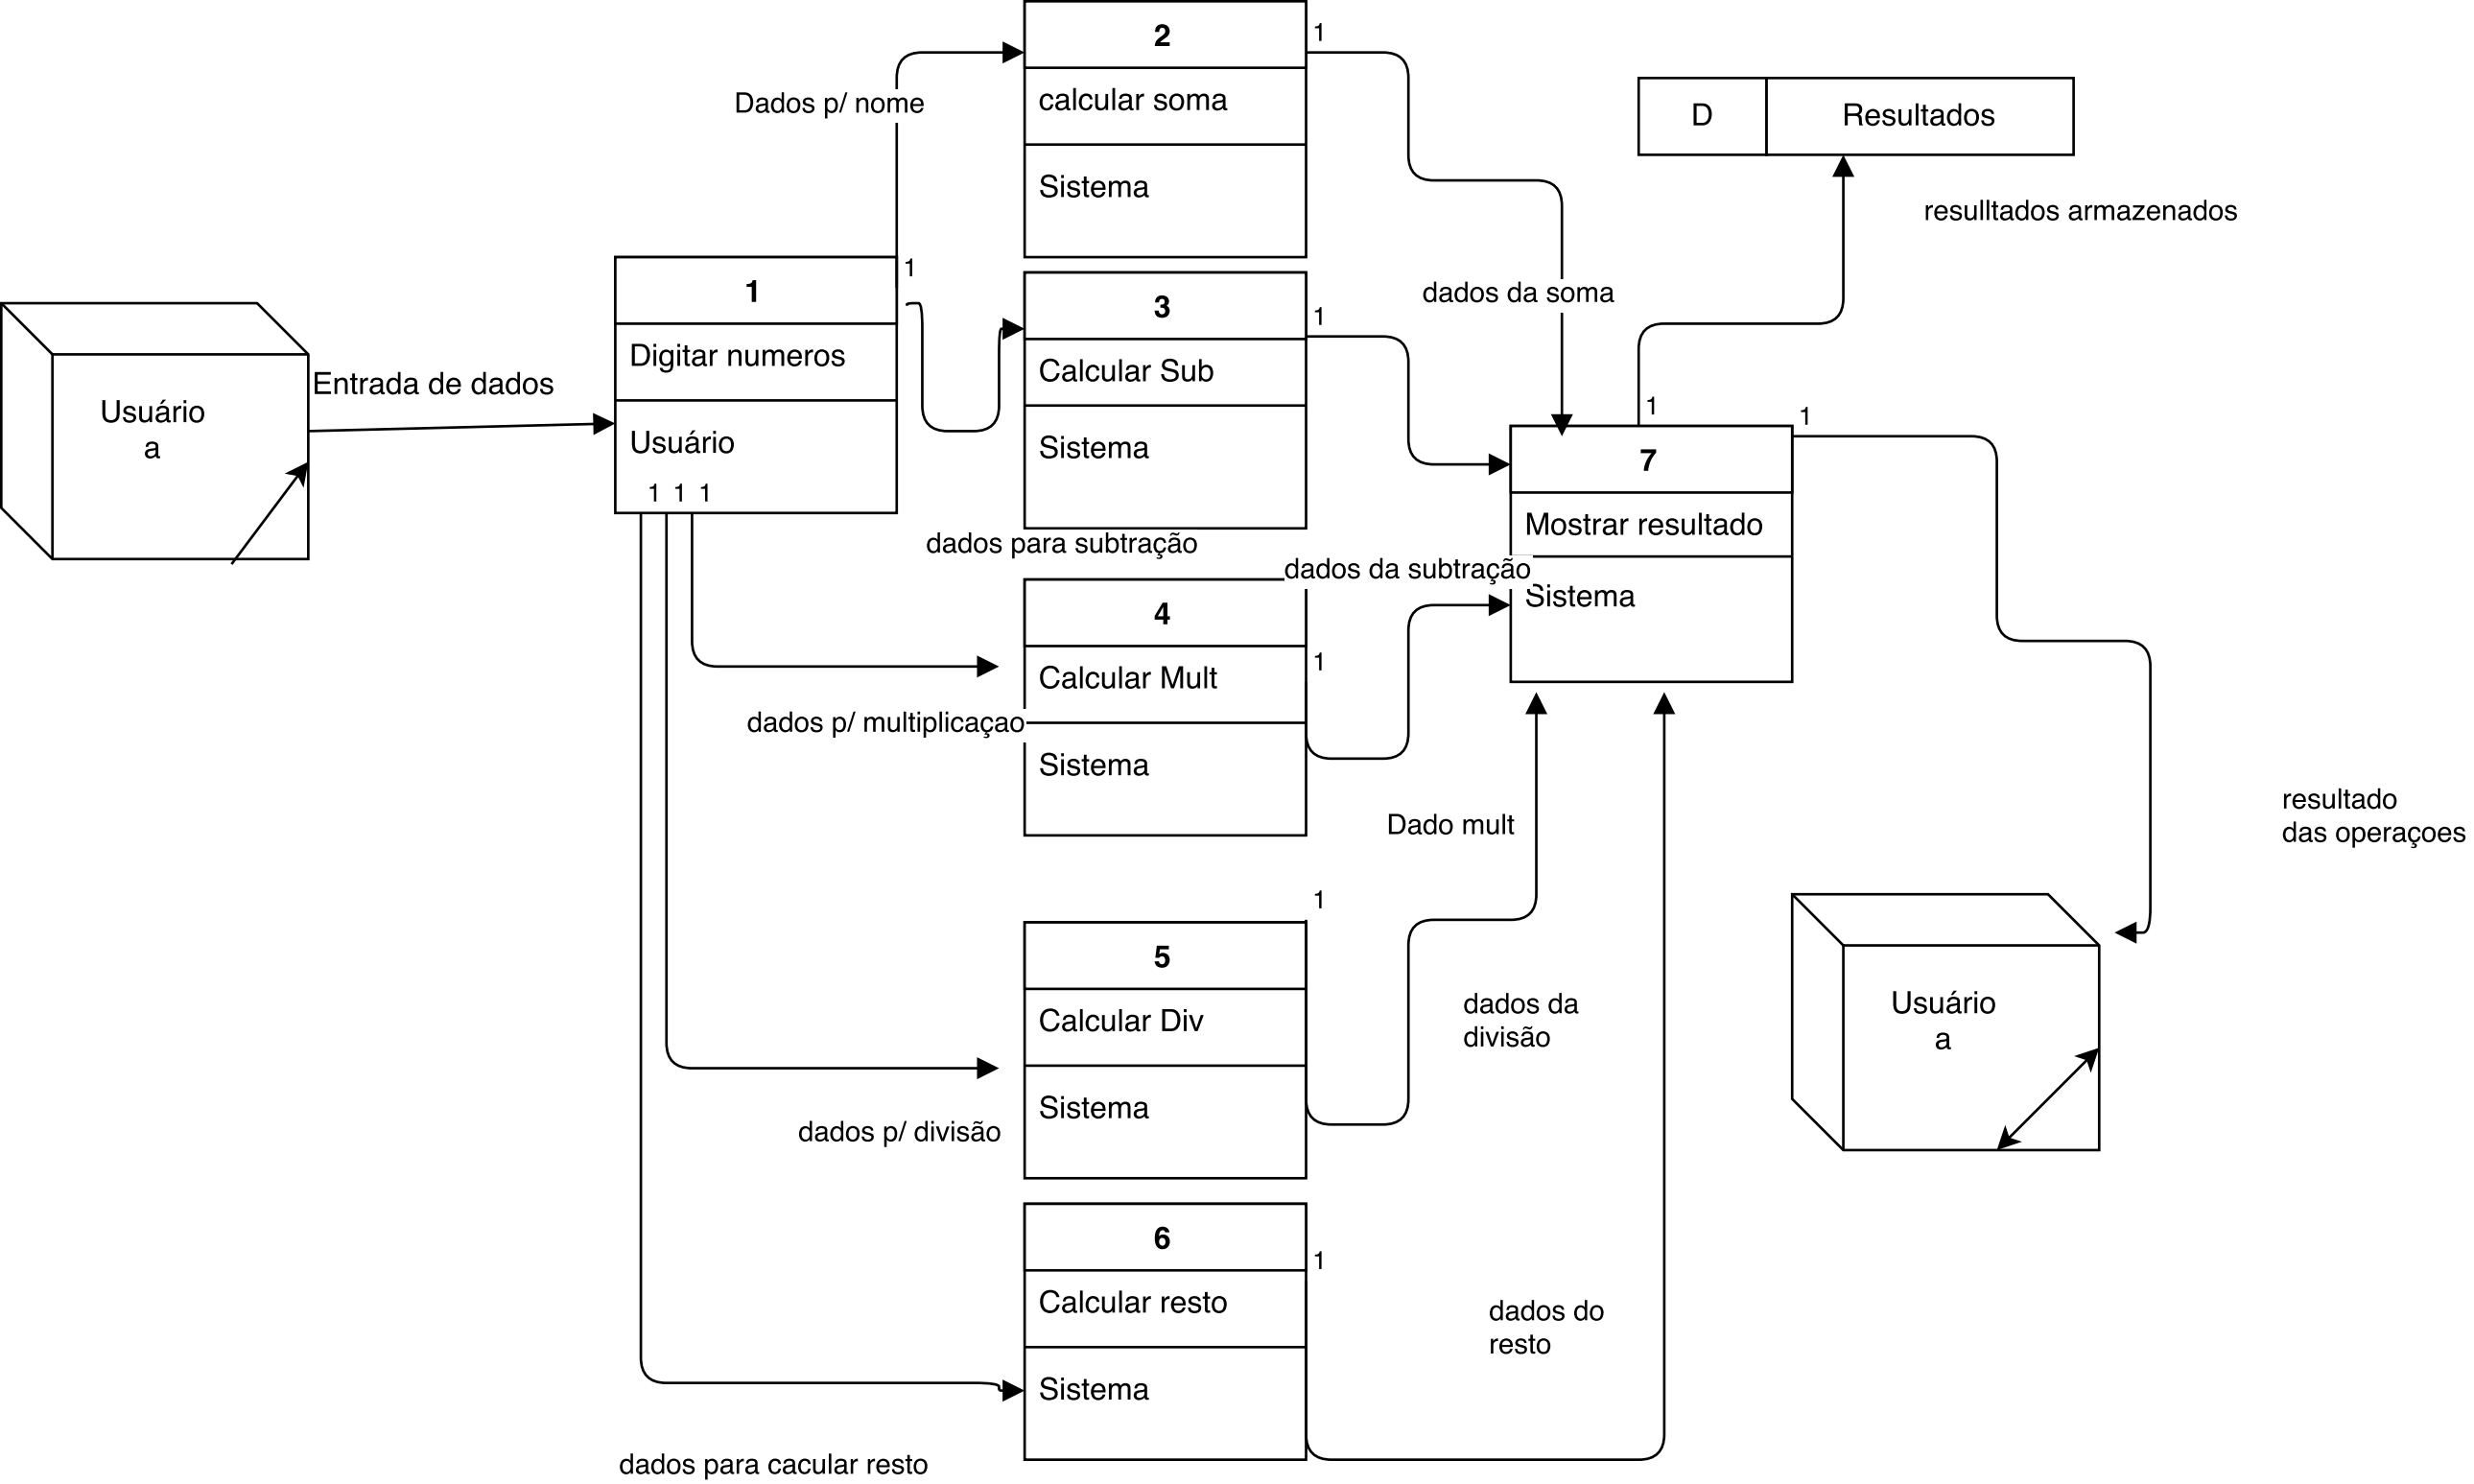 2
1
calcular soma
Sistema
Dados p/ nome
D
Resultados
resulltados armazenados
1
1
Digitar numeros
Usuário
1
1
1
Usuário
a
Entrada de dados
3
1
Calcular Sub
Sistema
dados da soma
dados para subtração
1
1
7
Mostrar resultado
Sistema
dados da subtração
4
1
Calcular Mult
Sistema
dados p/ multiplicaçao
Dado mult
resultado
das operaçoes
1
5
Calcular Div
Sistema
dados da
divisão
dados p/ divisão
Usuário
a
6
1
Calcular resto
Sistema
dados do
resto
dados para cacular resto